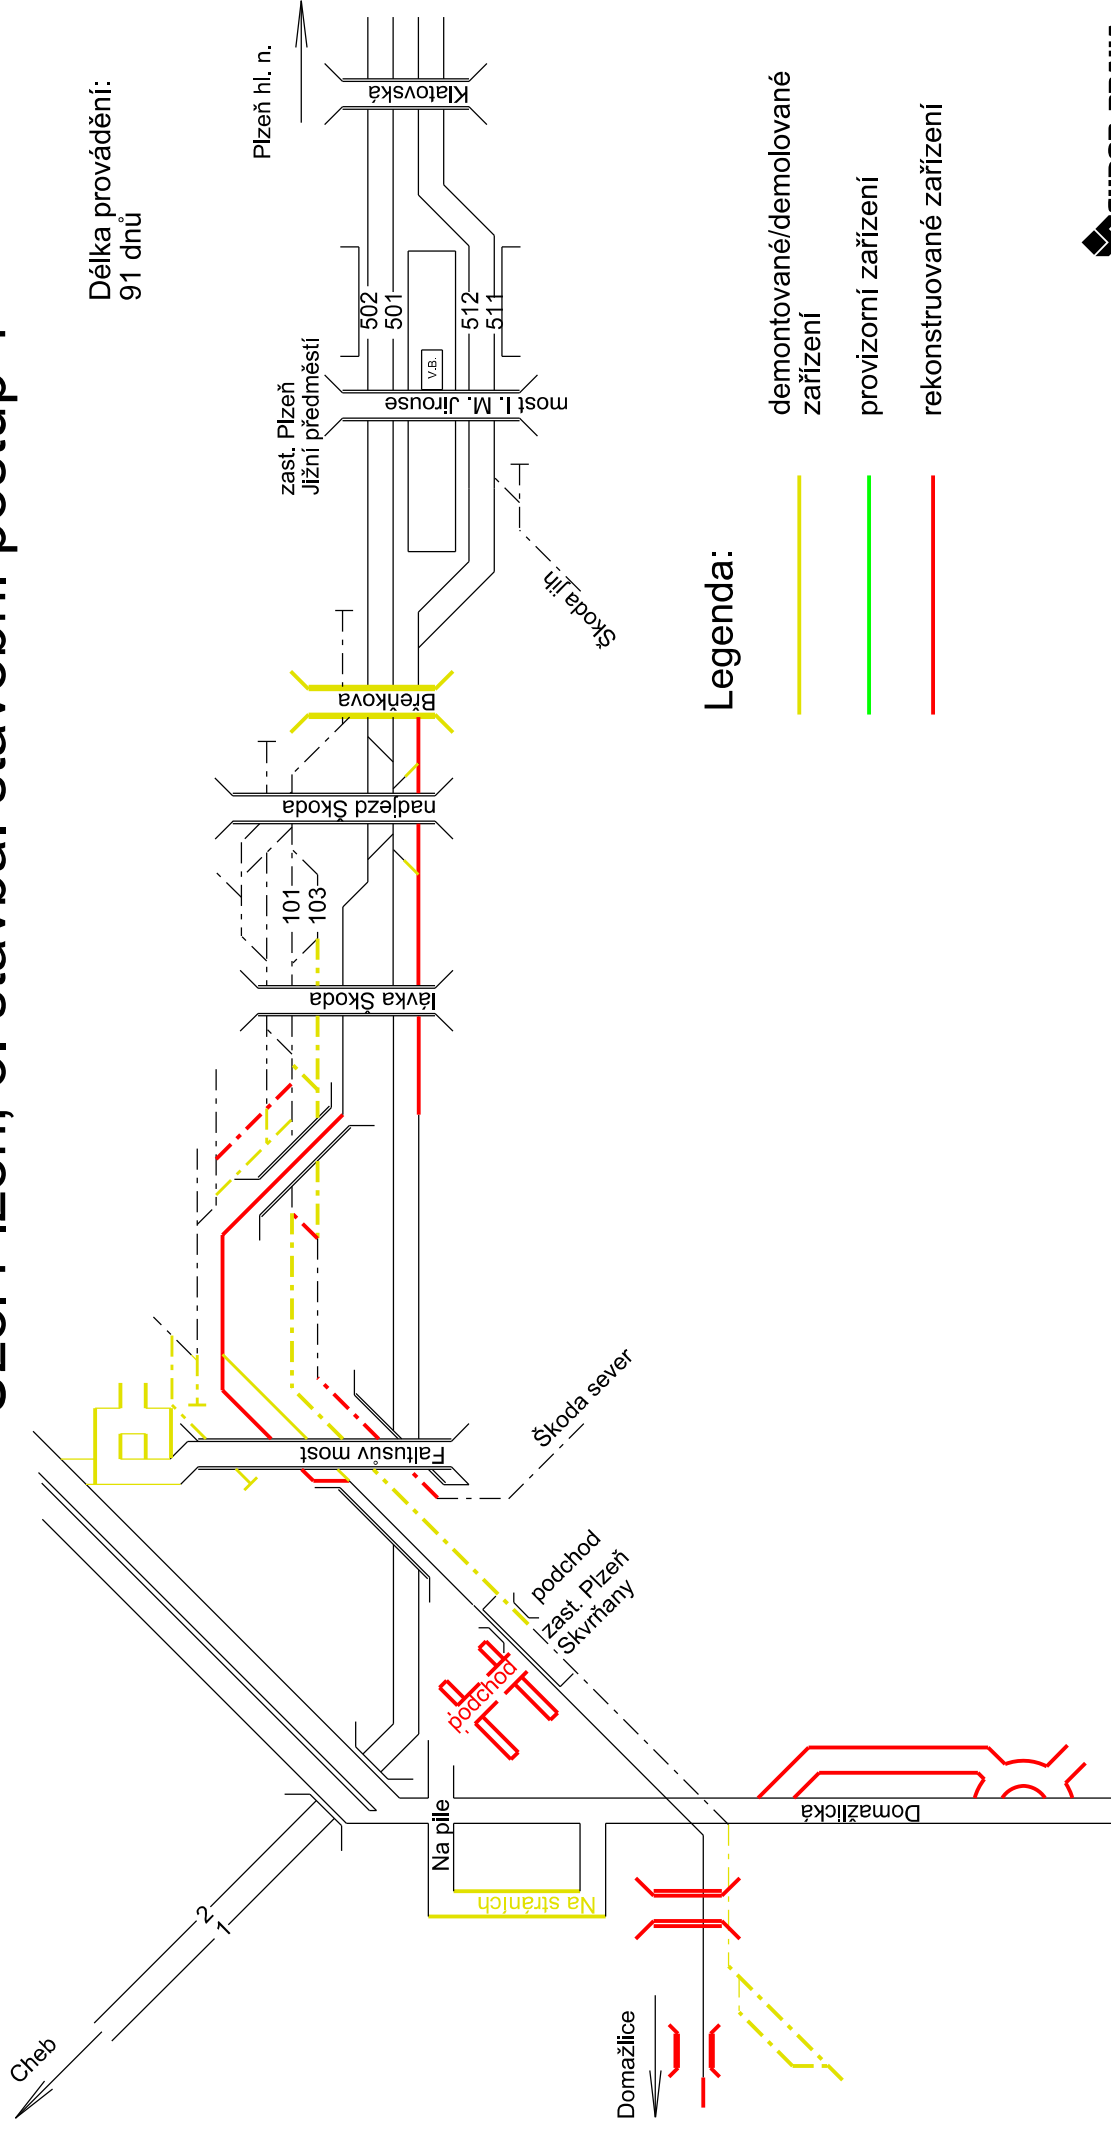 Délka provádění:
91 dnů
Plzeň hl. n.
Klatovská
502
501
512
511
V.B.
zast. Plzeň
Jižní předměstí
most I. M. Jirouse
Škoda jih
Břeňkova
nadjezd Škoda
101
103
lávka Škoda
Faltusův most
Škoda sever
podchod
zast. Plzeň
Skvrňany
podchod
Na pile
Na stráních
Domažlická
2
1
Cheb
Domažlice
Legenda:
demontované/demolované
zařízení
provizorní zařízení
rekonstruované zařízení